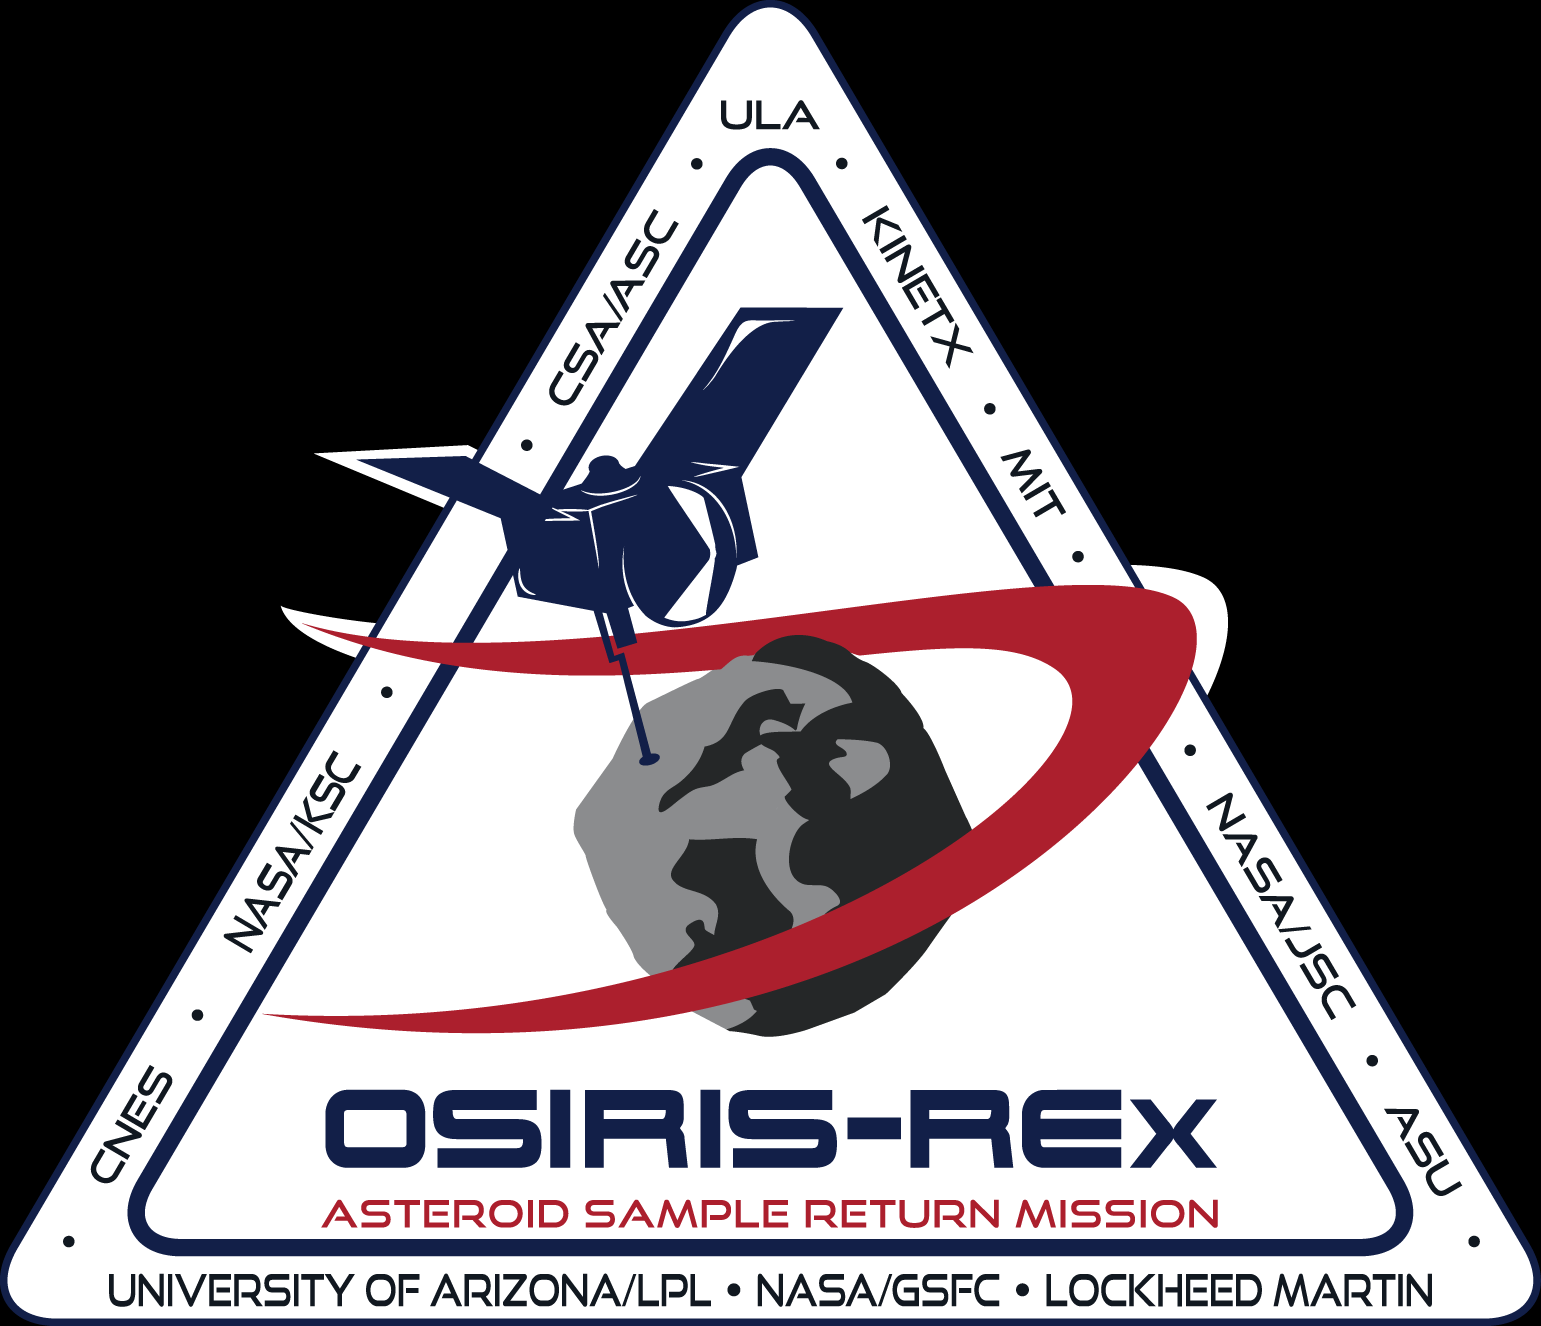 ULA
CSA/ASC
KINETX
MIT
NASA/KSC
NASA/JSC
CNES
ASU
OSIRIS-REx
ASTEROID SAMPLE RETURN MISSION
UNIVERSITY OF ARIZONA/LPL • NASA/GSFC • LOCKHEED MARTIN